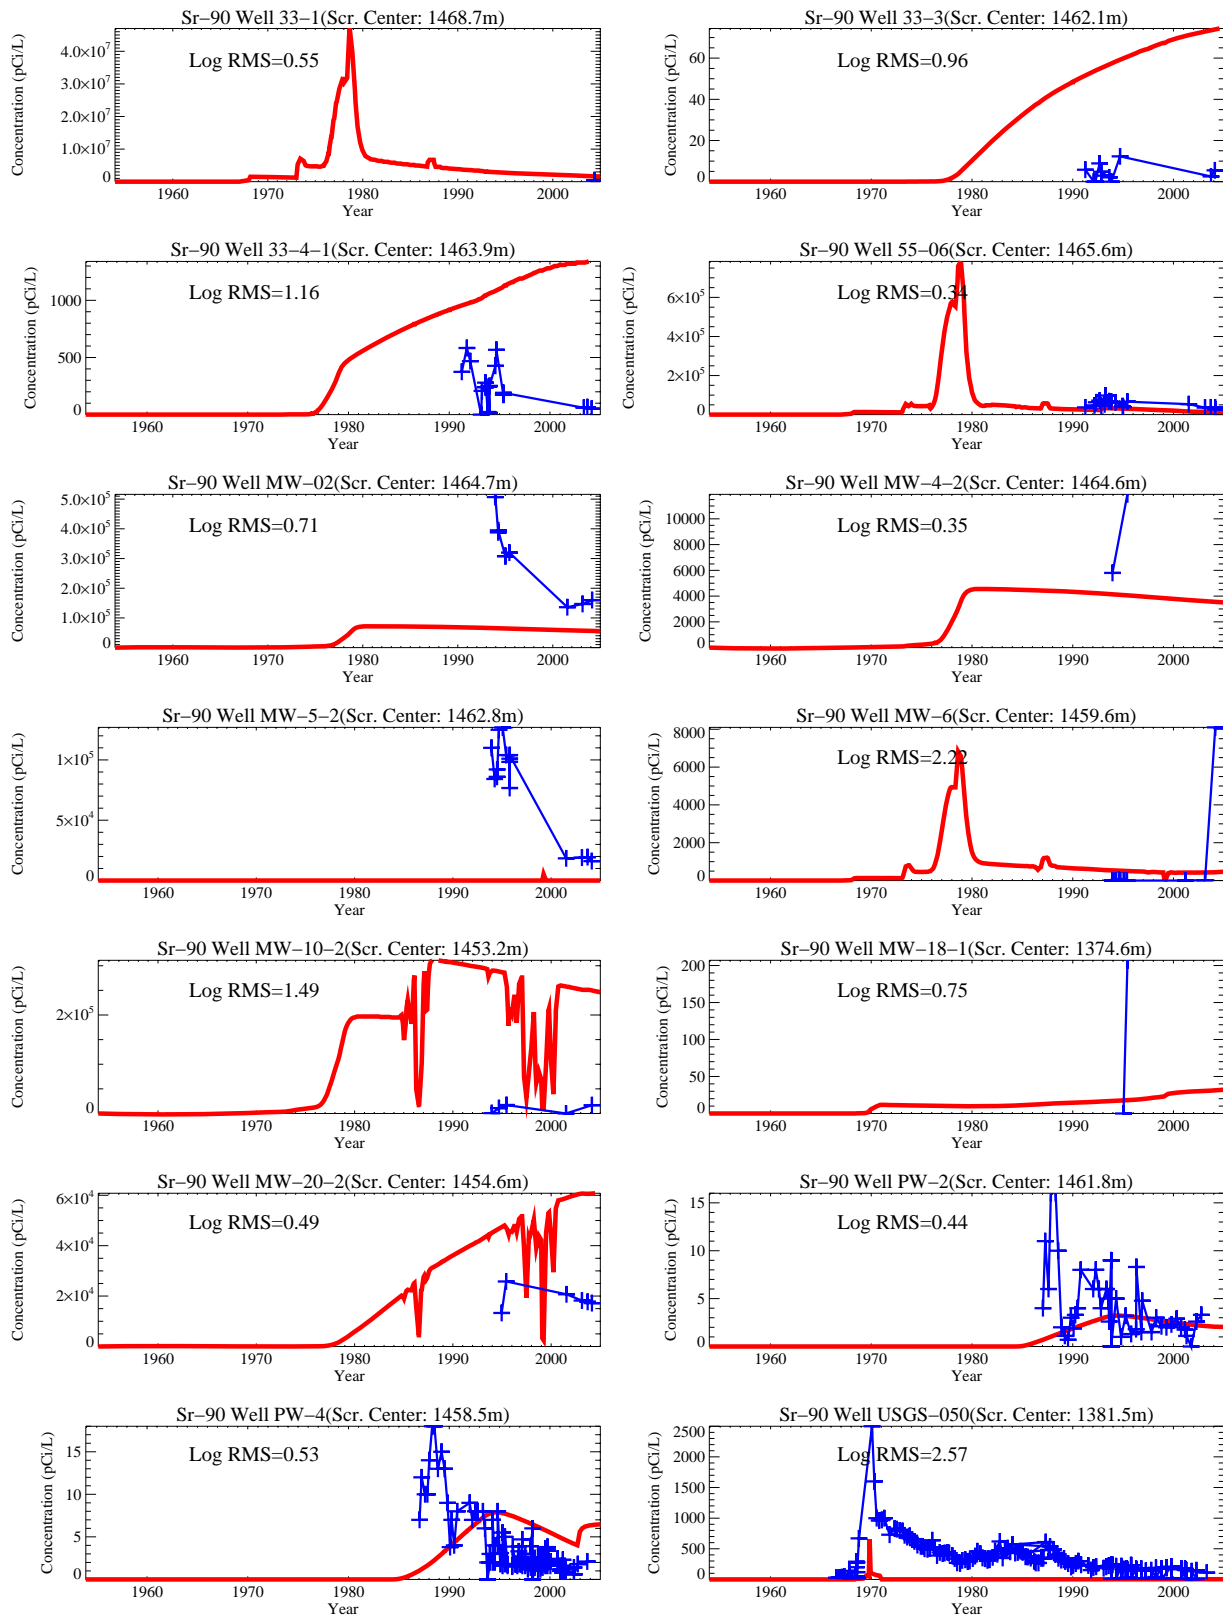 Sr−90 Well 33−1(Scr. Center: 1468.7m)
Log RMS=0.55
Concentration (pCi/L)
4.0×10⁷
3.0×10⁷
2.0×10⁷
1.0×10⁷
0
1960 1970 1980 1990 2000
Year
Sr−90 Well 33−3(Scr. Center: 1462.1m)
Log RMS=0.96
Concentration (pCi/L)
60
40
20
0
1960 1970 1980 1990 2000
Year
Sr−90 Well 33−4−1(Scr. Center: 1463.9m)
Log RMS=1.16
Concentration (pCi/L)
1000
500
0
1960 1970 1980 1990 2000
Year
Sr−90 Well 55−06(Scr. Center: 1465.6m)
Log RMS=0.34
Concentration (pCi/L)
6×10⁵
4×10⁵
2×10⁵
0
1960 1970 1980 1990 2000
Year
Sr−90 Well MW−02(Scr. Center: 1464.7m)
Log RMS=0.71
Concentration (pCi/L)
5.0×10⁵
4.0×10⁵
3.0×10⁵
2.0×10⁵
1.0×10⁵
0
1960 1970 1980 1990 2000
Year
Sr−90 Well MW−4−2(Scr. Center: 1464.6m)
Log RMS=0.35
Concentration (pCi/L)
10000
8000
6000
4000
2000
0
1960 1970 1980 1990 2000
Year
Sr−90 Well MW−5−2(Scr. Center: 1462.8m)
Concentration (pCi/L)
1×10⁵
5×10⁴
0
1960 1970 1980 1990 2000
Year
Sr−90 Well MW−6(Scr. Center: 1459.6m)
Log RMS=2.22
Concentration (pCi/L)
8000
6000
4000
2000
0
1960 1970 1980 1990 2000
Year
Sr−90 Well MW−10−2(Scr. Center: 1453.2m)
Log RMS=1.49
Concentration (pCi/L)
2×10⁵
0
1960 1970 1980 1990 2000
Year
Sr−90 Well MW−18−1(Scr. Center: 1374.6m)
Log RMS=0.75
Concentration (pCi/L)
200
150
100
50
0
1960 1970 1980 1990 2000
Year
Sr−90 Well MW−20−2(Scr. Center: 1454.6m)
Log RMS=0.49
Concentration (pCi/L)
6×10⁴
4×10⁴
2×10⁴
0
1960 1970 1980 1990 2000
Year
Sr−90 Well PW−2(Scr. Center: 1461.8m)
Log RMS=0.44
Concentration (pCi/L)
15
10
5
0
1960 1970 1980 1990 2000
Year
Sr−90 Well PW−4(Scr. Center: 1458.5m)
Log RMS=0.53
Concentration (pCi/L)
15
10
5
0
1960 1970 1980 1990 2000
Year
Sr−90 Well USGS−050(Scr. Center: 1381.5m)
Log RMS=2.57
Concentration (pCi/L)
2500
2000
1500
1000
500
0
1960 1970 1980 1990 2000
Year